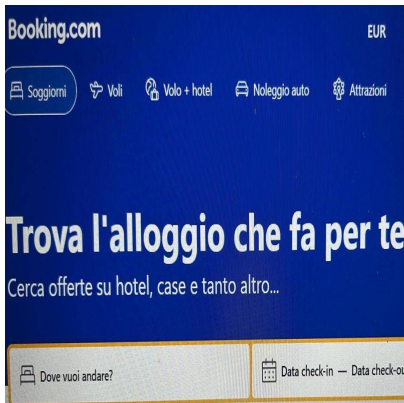 Booking.com
EUR
Soggiorni Voli Volo + hotel Noleggio auto Attrazioni
Trova l'alloggio che fa per te
Cerca offerte su hotel, case e tanto altro...
Dove vuoi andare? Data check-in — Data check-ou